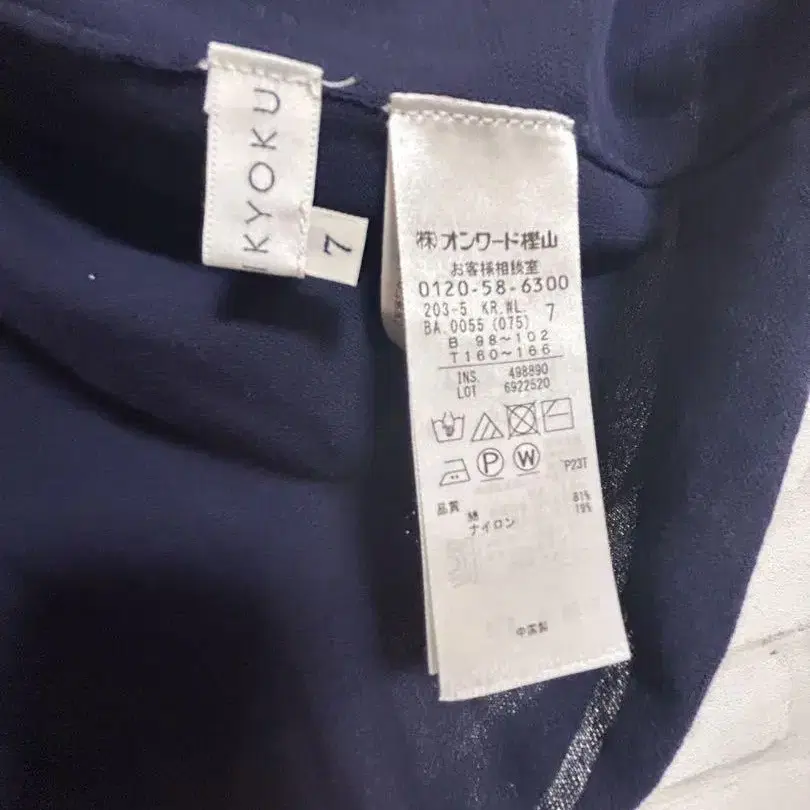 IKYOKU
7
㈱オンワード樫山
お客様相談室
0120-58-6300
203-5 KR.WL. 7
BA.0055 (075)
B 98~102
T160~166
INS 498890
LOT 6922520
P W
P23T
品質
綿 81%
ナイロン 19%
中国製